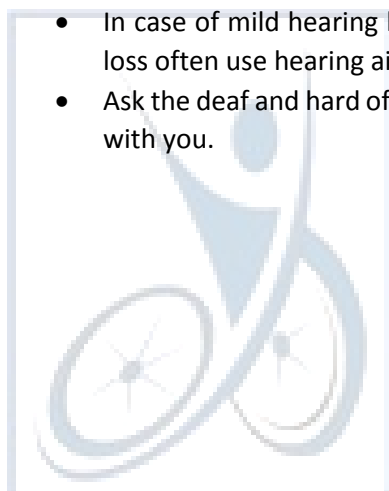 • In case of mild hearing
loss often use hearing ai
• Ask the deaf and hard of
with you.